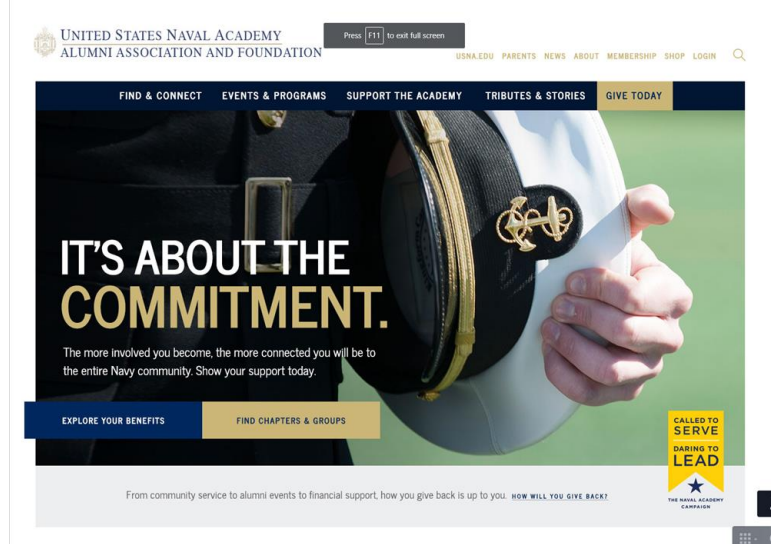 UNITED STATES NAVAL ACADEMY
ALUMNI ASSOCIATION AND FOUNDATION
Press F11 to exit full screen
USNA.EDU PARENTS NEWS ABOUT MEMBERSHIP SHOP LOGIN
FIND & CONNECT EVENTS & PROGRAMS SUPPORT THE ACADEMY TRIBUTES & STORIES GIVE TODAY
IT'S ABOUT THE
COMMITMENT.
The more involved you become, the more connected you will be to
the entire Navy community. Show your support today.
EXPLORE YOUR BENEFITS FIND CHAPTERS & GROUPS
CALLED TO
SERVE
DARING TO
LEAD
THE NAVAL ACADEMY
CAMPAIGN
From community service to alumni events to financial support, how you give back is up to you. HOW WILL YOU GIVE BACK?